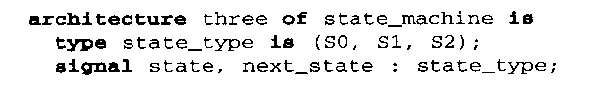 architecture three of state_machine is
type state_type is (S0, S1, S2);
signal state, next_state : state_type;